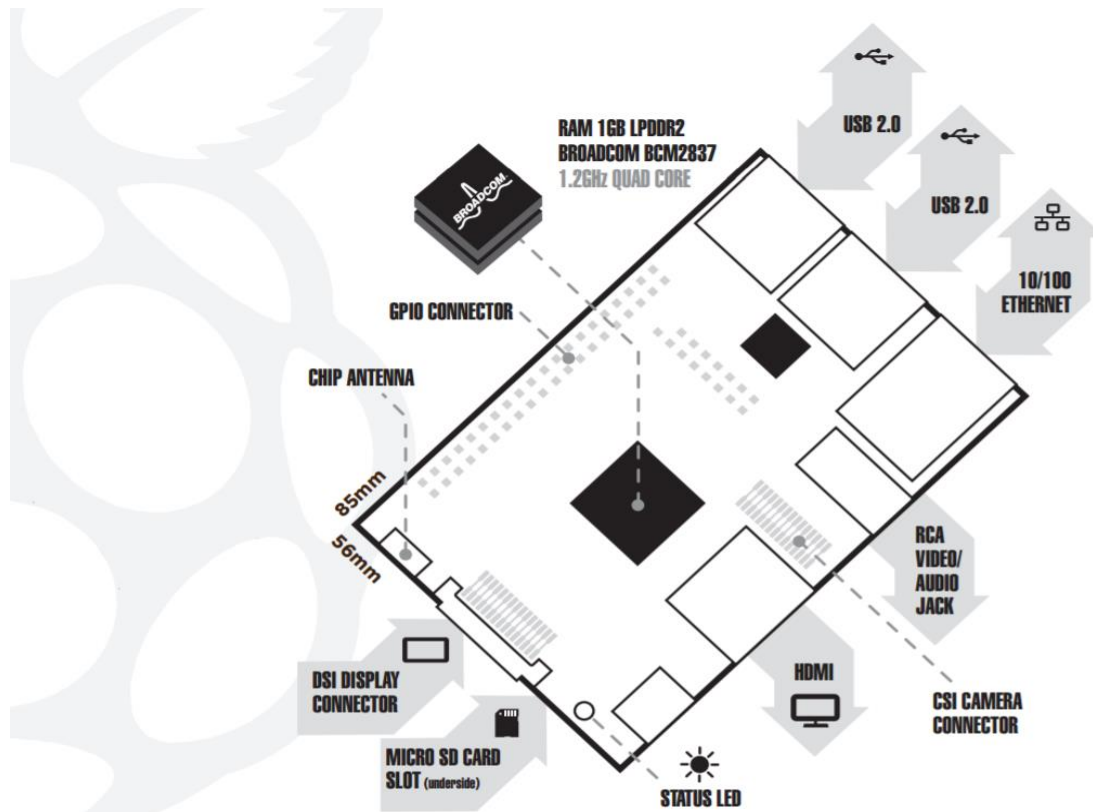 USB 2.0
RAM 1GB LPDDR2
BROADCOM BCM2837
1.2GHz QUAD CORE
BROADCOM
USB 2.0
10/100
ETHERNET
GPIO CONNECTOR
CHIP ANTENNA
85mm
56mm
RCA
VIDEO/
AUDIO
JACK
DSI DISPLAY
CONNECTOR
HDMI
CSI CAMERA
CONNECTOR
MICRO SD CARD
SLOT (underside)
STATUS LED